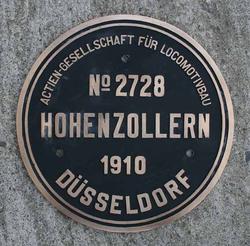 ACTIEN-GESELLSCHAFT FÜR LOCOMOTIVBAU
No 2728
HOHENZOLLERN
1910
DÜSSELDORF